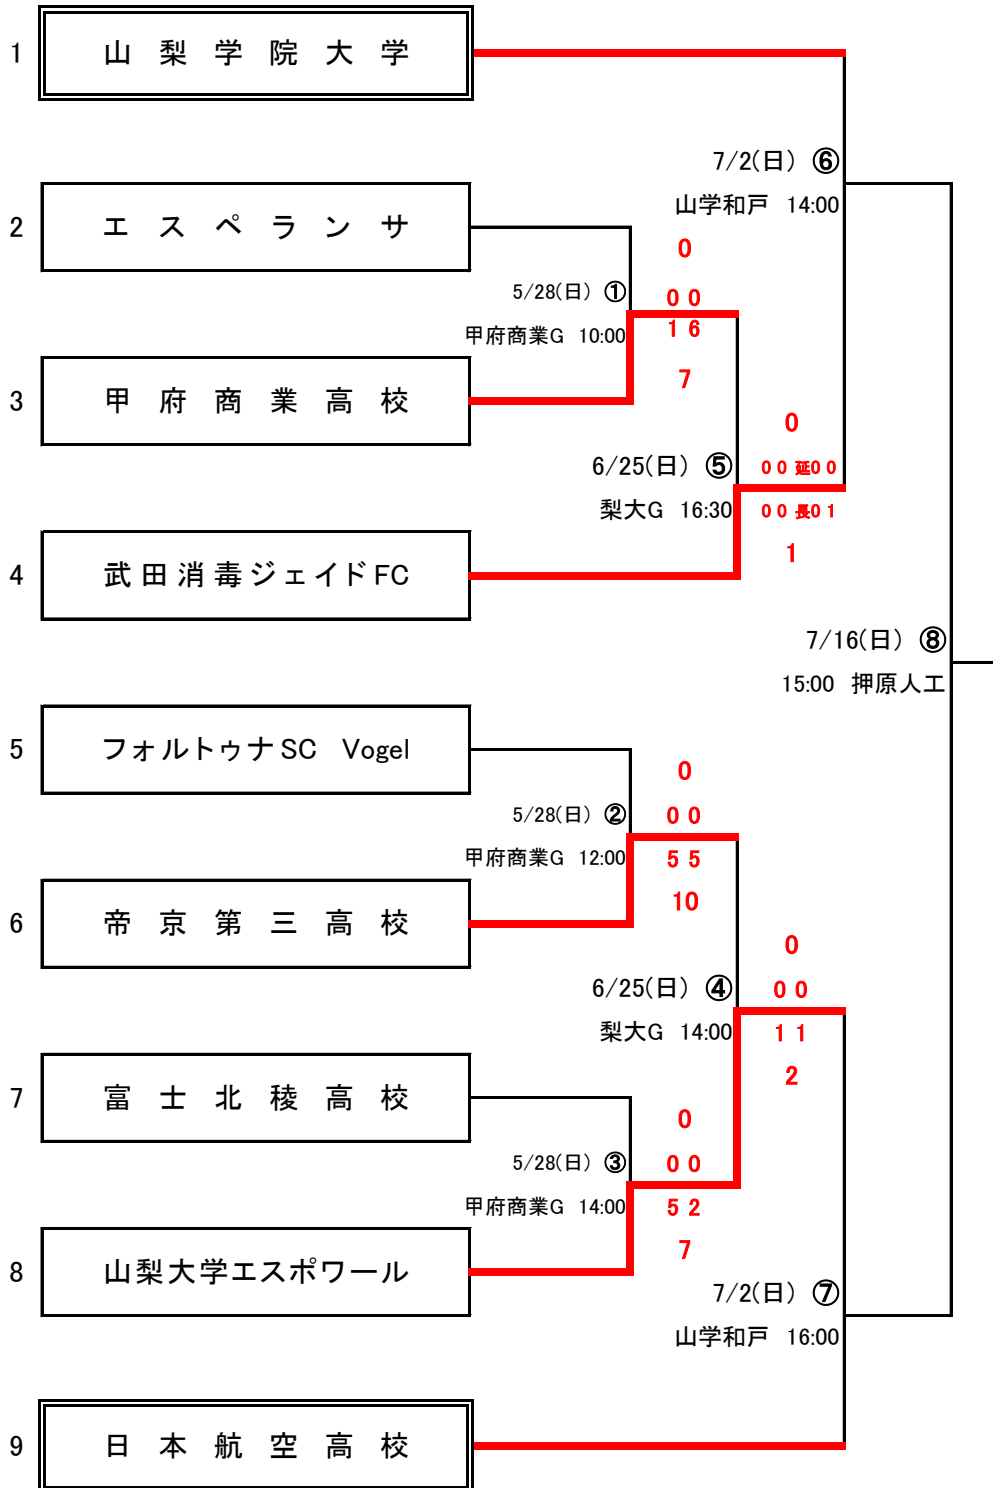 1 山梨学院大学
7/2(日) ⑥
山学和戸 14:00
2 エスペランサ
0
5/28(日) ① 0 0
甲府商業G 10:00 1 6
7
3 甲府商業高校
0
6/25(日) ⑤ 0 0 延 0 0
梨大G 16:30 0 0 長 0 1
1
4 武田消毒ジェイドFC
7/16(日) ⑧
15:00 押原人工
5 フォルトゥナSC Vogel
0
5/28(日) ② 0 0
甲府商業G 12:00 5 5
10
6 帝京第三高校
0
6/25(日) ④ 0 0
梨大G 14:00 1 1
2
7 富士北稜高校
0
5/28(日) ③ 0 0
甲府商業G 14:00 5 2
7
8 山梨大学エスポワール
7/2(日) ⑦
山学和戸 16:00
9 日本航空高校